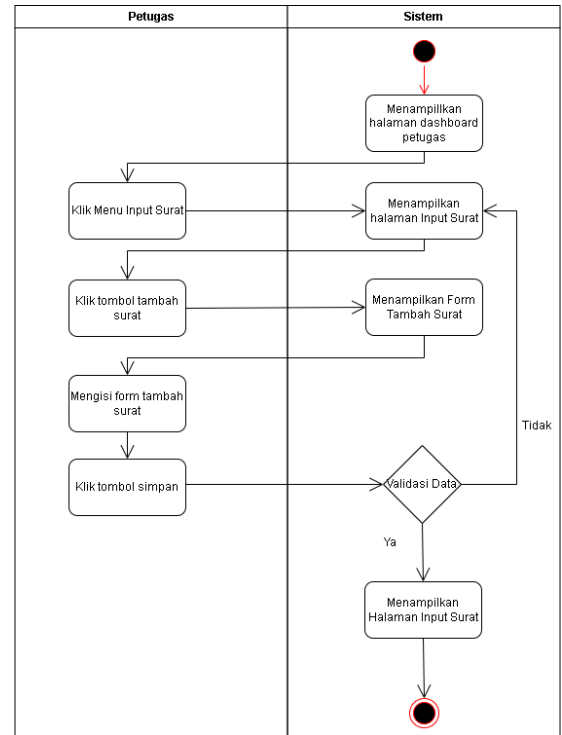 Petugas
Sistem
Menampillkan
halaman dashboard
petugas
Klik Menu Input Surat
Menampilkan
halaman Input Surat
Klik tombol tambah
surat
Menampilkan Form
Tambah Surat
Mengisi form tambah
surat
Tidak
Klik tombol simpan
Validasi Data
Ya
Menampilkan
Halaman Input Surat